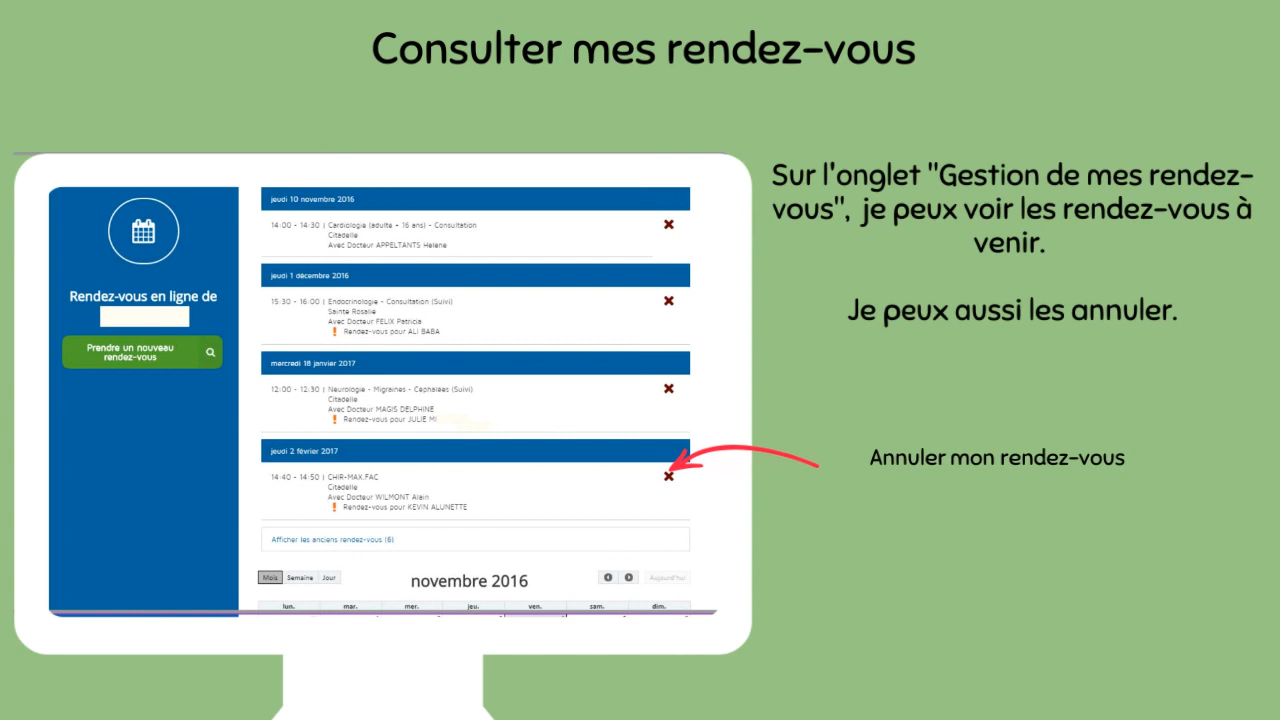 Consulter mes rendez-vous
Sur l'onglet "Gestion de mes rendez-
vous", je peux voir les rendez-vous à
venir.
Je peux aussi les annuler.
Annuler mon rendez-vous
Rendez-vous en ligne de
Prendre un nouveau
rendez-vous
jeudi 10 novembre 2016
14:00 - 14:30 | Cardiologie (adulte + 16 ans) - Consultation
Citadelle
Avec Docteur APPELTANTS Helene
jeudi 1 décembre 2016
15:30 - 16:00 | Endocrinologie - Consultation (Suivi)
Sainte Rosalie
Avec Docteur FELIX Patricia
! Rendez-vous pour ALI BABA
mercredi 18 janvier 2017
12:00 - 12:30 | Neurologie - Migraines - Céphalées (Suivi)
Citadelle
Avec Docteur MAGIS DELPHINE
! Rendez-vous pour JULIE MI
jeudi 2 février 2017
14:40 - 14:50 | CHIR-MAX.FAC
Citadelle
Avec Docteur WILMONT Alain
! Rendez-vous pour KEVIN ALUNETTE
Afficher les anciens rendez-vous (6)
Mois Semaine Jour
novembre 2016
Aujourd'hui
lun. mar. mer. jeu. ven. sam. dim.